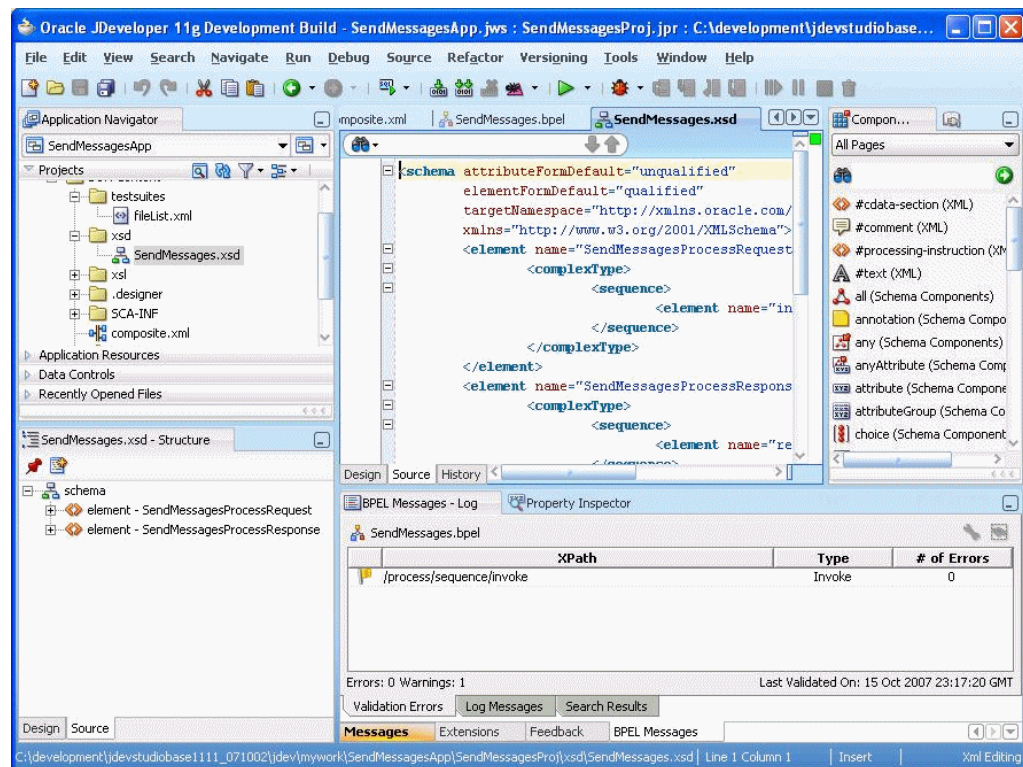 Oracle JDeveloper 11g Development Build - SendMessagesApp.jws : SendMessagesProj.jpr : C:\development\jdevstudiobase...
File Edit View Search Navigate Run Debug Source Refactor Versioning Tools Window Help
Application Navigator
SendMessagesApp
Projects
testsuites
fileList.xml
xsd
SendMessages.xsd
xsl
.designer
SCA-INF
composite.xml
Application Resources
Data Controls
Recently Opened Files
SendMessages.xsd - Structure
schema
element - SendMessagesProcessRequest
element - SendMessagesProcessResponse
Design Source
mposite.xml SendMessages.bpel SendMessages.xsd
<schema attributeFormDefault="unqualified"
elementFormDefault="qualified"
targetNamespace="http://xmlns.oracle.com/
xmlns="http://www.w3.org/2001/XMLSchema">
<element name="SendMessagesProcessRequest
<complexType>
<sequence>
<element name="in
</sequence>
</complexType>
</element>
<element name="SendMessagesProcessRespons
<complexType>
<sequence>
<element name="re
Design Source History
Compon...
All Pages
#cdata-section (XML)
#comment (XML)
#processing-instruction (XM
#text (XML)
all (Schema Components)
annotation (Schema Compo
any (Schema Components)
anyAttribute (Schema Comp
attribute (Schema Compone
attributeGroup (Schema Co
choice (Schema Component
BPEL Messages - Log Property Inspector
SendMessages.bpel
XPath Type # of Errors
/process/sequence/invoke Invoke 0
Errors: 0 Warnings: 1 Last Validated On: 15 Oct 2007 23:17:20 GMT
Validation Errors Log Messages Search Results
Messages Extensions Feedback BPEL Messages
C:\development\jdevstudiobase1111_071002\jdev\mywork\SendMessagesApp\SendMessagesProj\xsd\SendMessages.xsd Line 1 Column 1 Insert Xml Editing